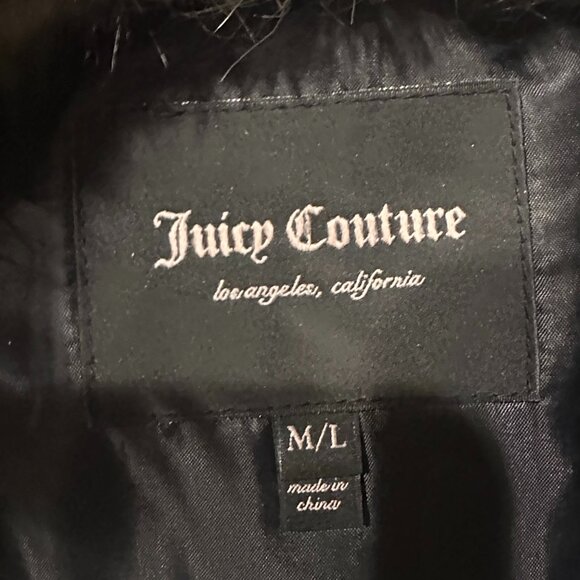 Juicy Couture
los angeles, california
M/L
made in
china